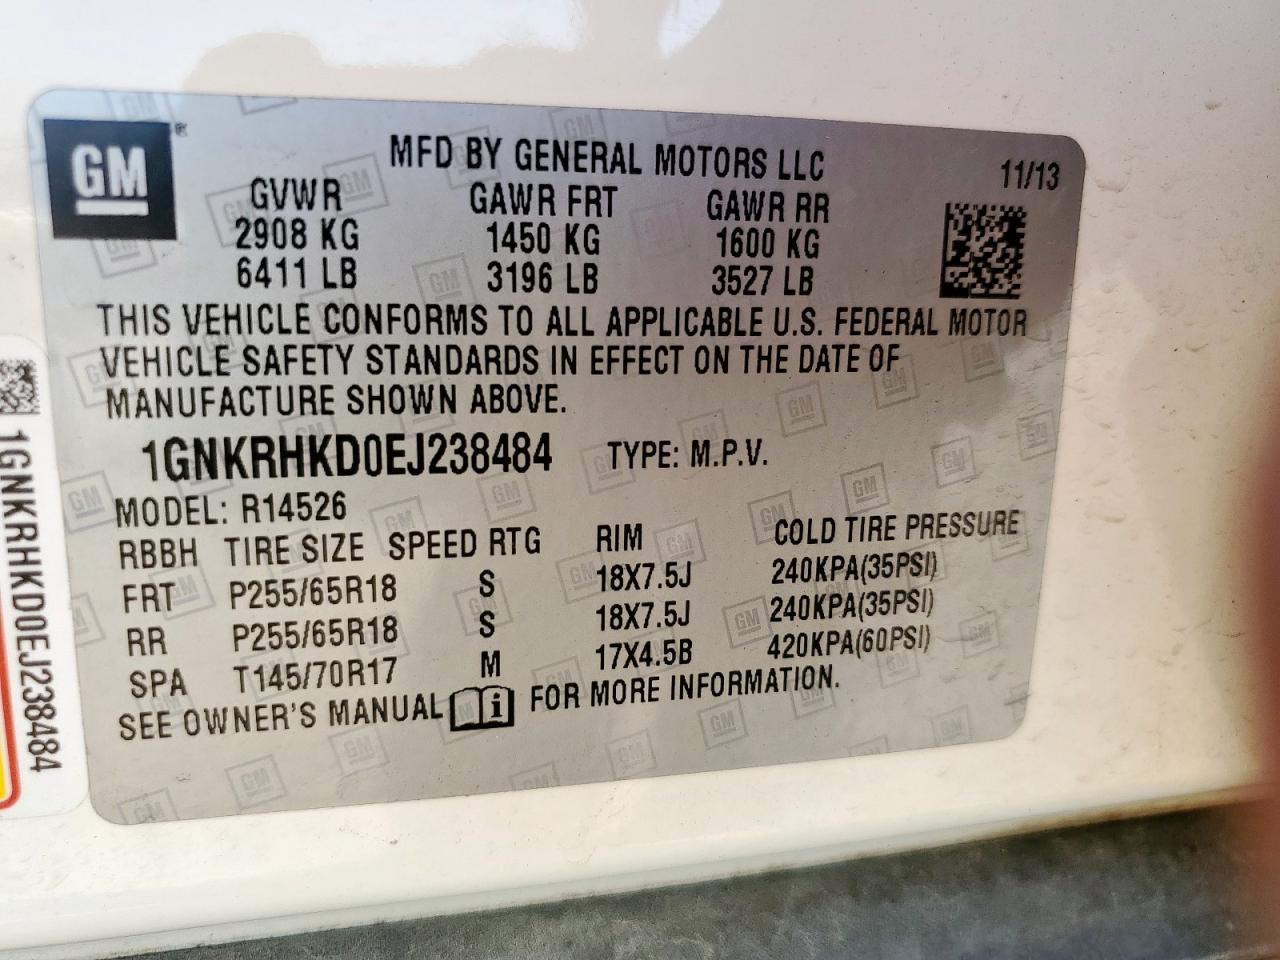 GM ®
MFD BY GENERAL MOTORS LLC 11/13
GVWR GAWR FRT GAWR RR
2908 KG 1450 KG 1600 KG
6411 LB 3196 LB 3527 LB
THIS VEHICLE CONFORMS TO ALL APPLICABLE U.S. FEDERAL MOTOR
VEHICLE SAFETY STANDARDS IN EFFECT ON THE DATE OF
MANUFACTURE SHOWN ABOVE.
1GNKRHKD0EJ238484 TYPE: M.P.V.
MODEL: R14526
RBBH TIRE SIZE SPEED RTG RIM COLD TIRE PRESSURE
FRT P255/65R18 S 18X7.5J 240KPA(35PSI)
RR P255/65R18 S 18X7.5J 240KPA(35PSI)
SPA T145/70R17 M 17X4.5B 420KPA(60PSI)
SEE OWNER'S MANUAL i FOR MORE INFORMATION.
1GNKRHKD0EJ238484